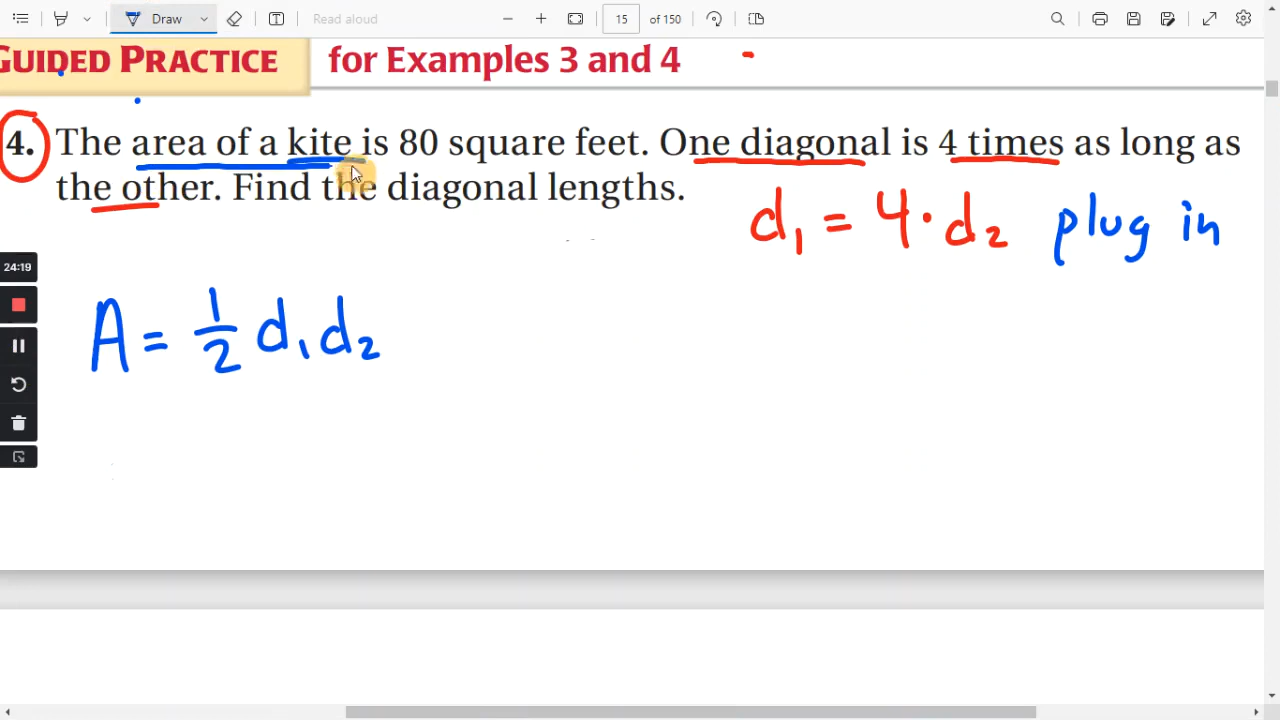 Draw
Read aloud
15 of 150
GUIDED PRACTICE for Examples 3 and 4
4. The area of a kite is 80 square feet. One diagonal is 4 times as long as
the other. Find the diagonal lengths.
d₁ = 4 · d₂ plug in
24:19
A = 1/2 d₁ d₂